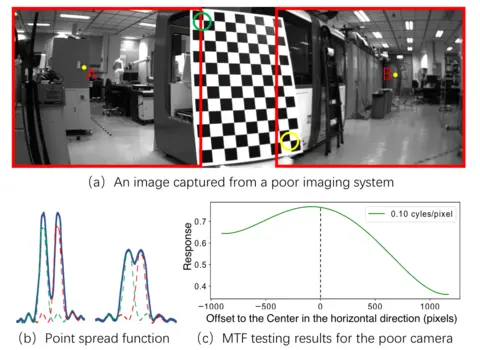 A
B
(a) An image captured from a poor imaging system
Response
0.7
0.6
0.5
0.4
0.10 cyles/pixel
−1000 −500 0 500 1000
Offset to the Center in the horizontal direction (pixels)
(b) Point spread function
(c) MTF testing results for the poor camera